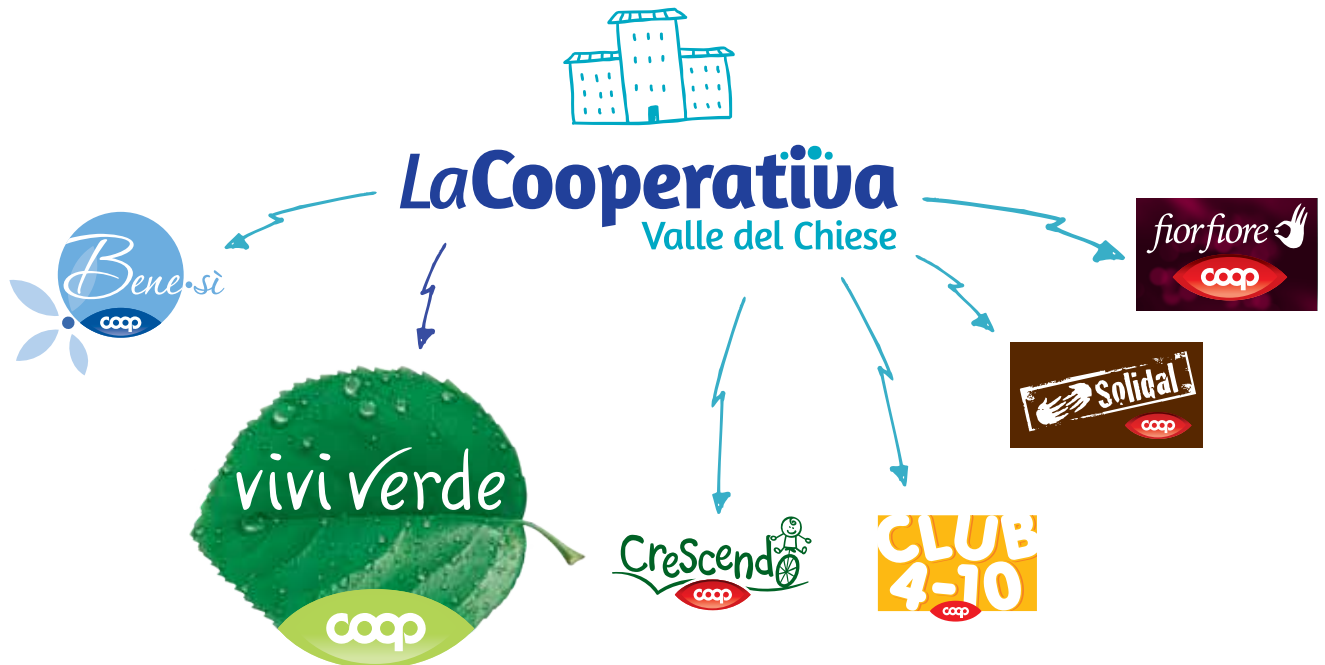 LaCooperativa
Valle del Chiese
Bene•sì
coop
fiorfiore
coop
Solidal
coop
vivi verde
coop
Crescendo
coop
CLUB
4-10
coop